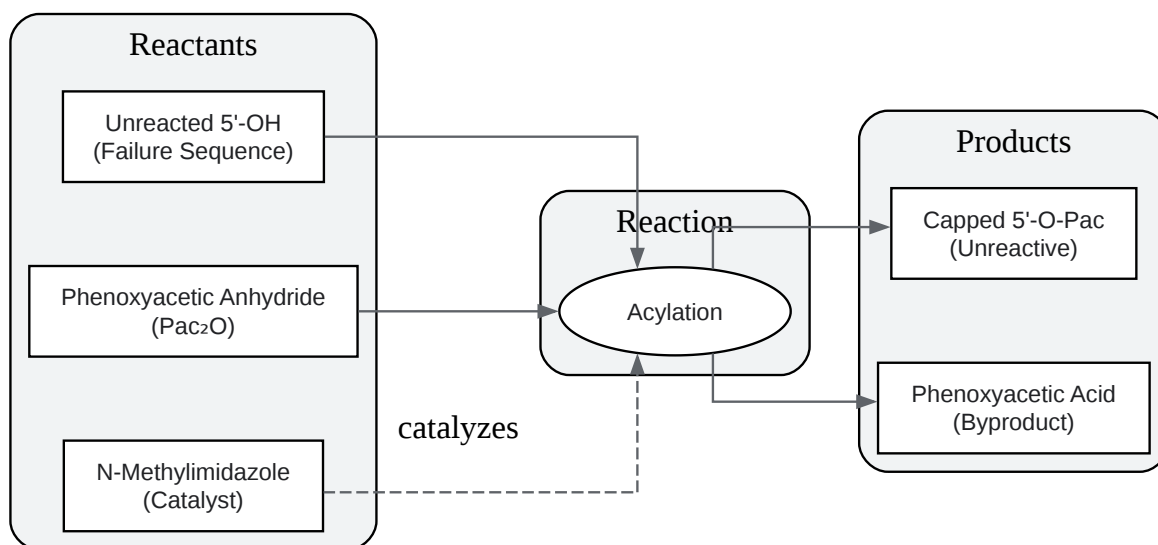 Reactants
Unreacted 5'-OH
(Failure Sequence)
Phenoxyacetic Anhydride
(Pac₂O)
N-Methylimidazole
(Catalyst)
catalyzes
Reaction
Acylation
Products
Capped 5'-O-Pac
(Unreactive)
Phenoxyacetic Acid
(Byproduct)